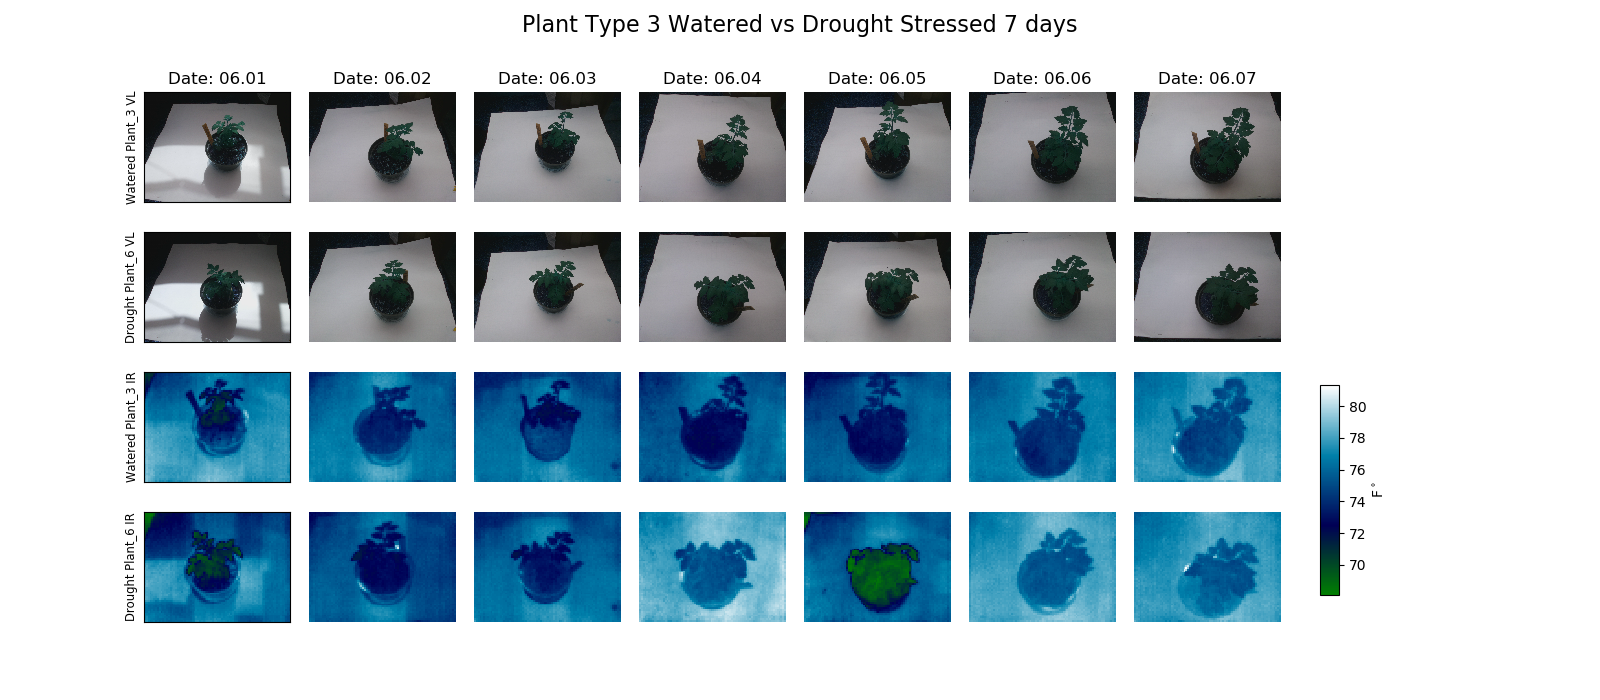 Plant Type 3 Watered vs Drought Stressed 7 days
Date: 06.01
Date: 06.02
Date: 06.03
Date: 06.04
Date: 06.05
Date: 06.06
Date: 06.07
Watered Plant_3 VL
Drought Plant_6 VL
Watered Plant_3 IR
Drought Plant_6 IR
80
78
76
74
72
70
F°